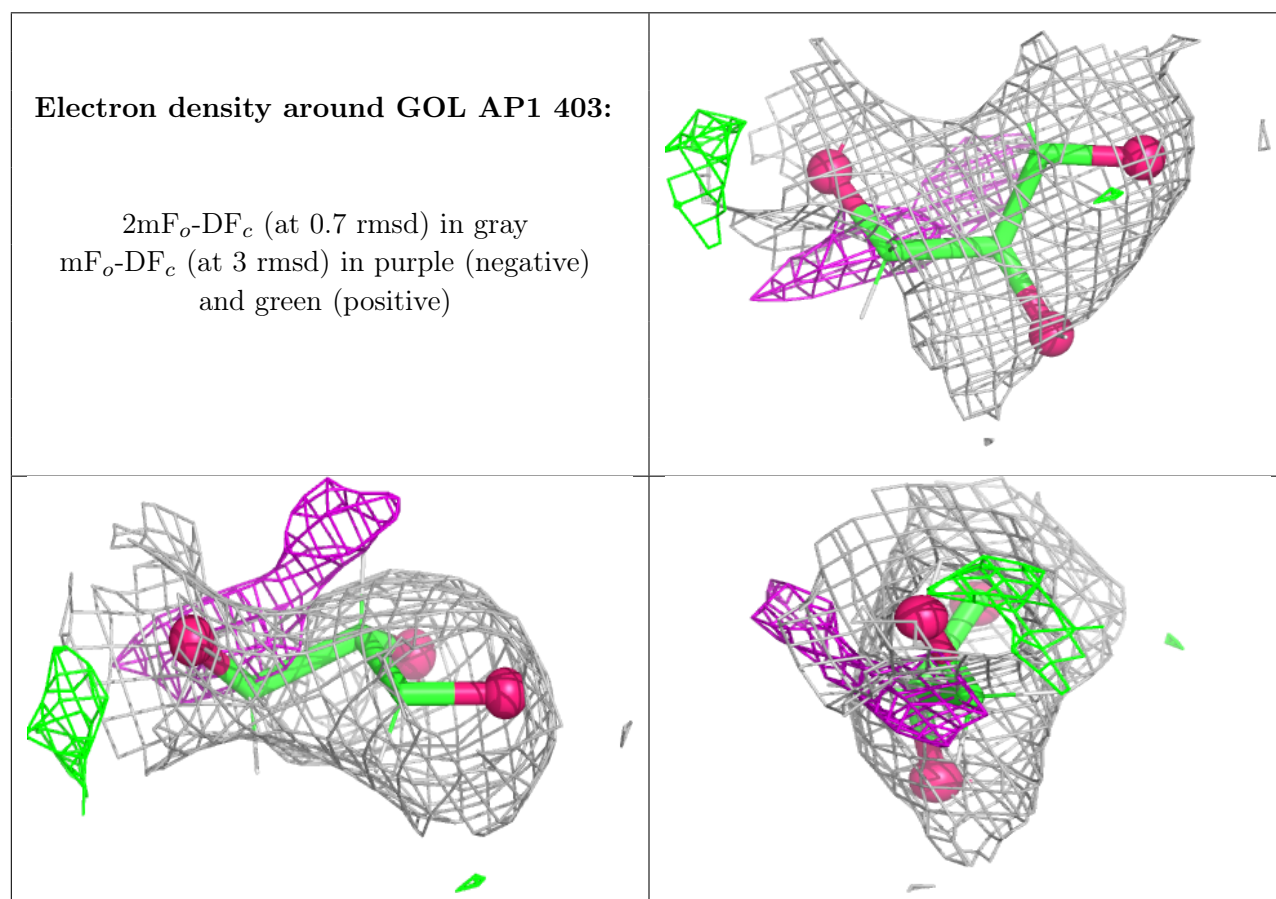 Electron density around GOL AP1 403:
2mFo-DFc (at 0.7 rmsd) in gray
mFo-DFc (at 3 rmsd) in purple (negative)
and green (positive)